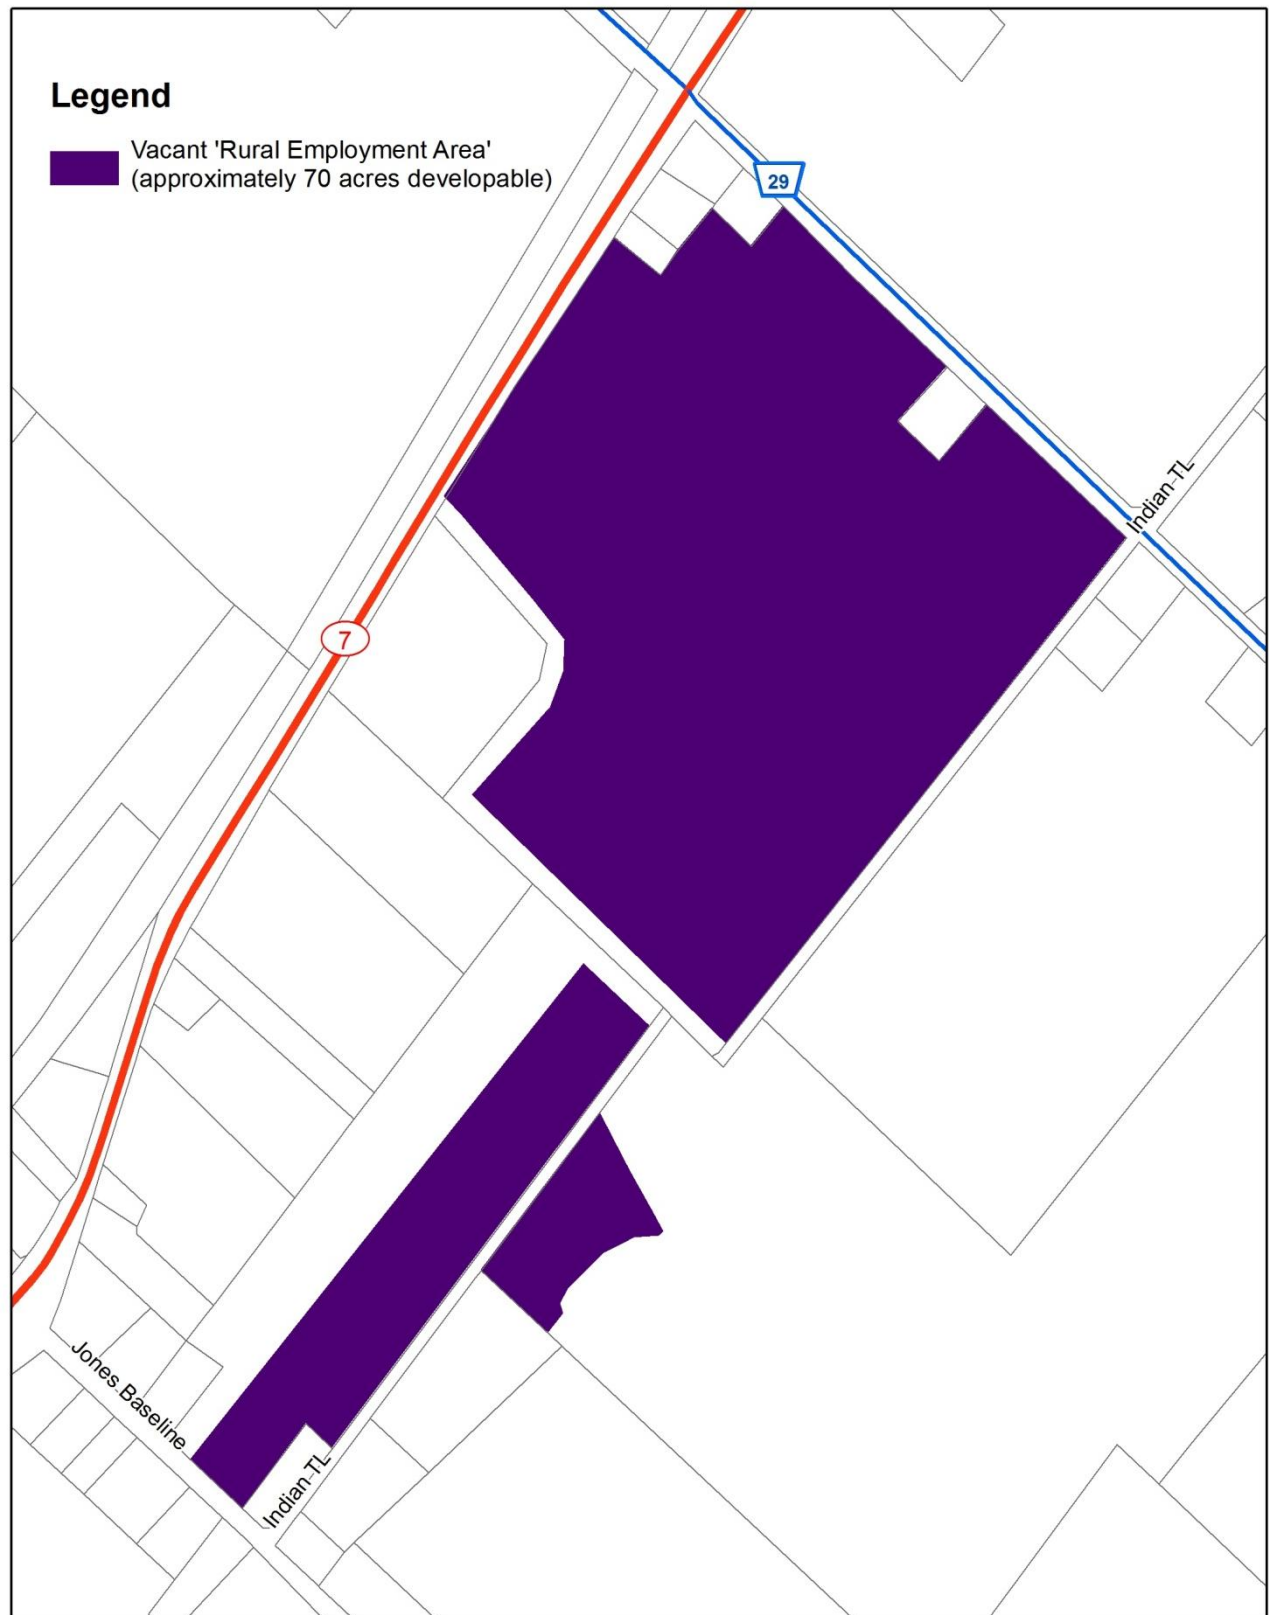 Legend
Vacant 'Rural Employment Area'
(approximately 70 acres developable)
29
Indian TL
7
Jones Baseline
Indian TL